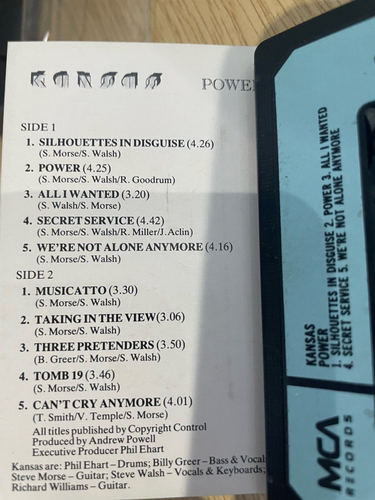 KANSAS
POWER
SIDE 1
1. SILHOUETTES IN DISGUISE (4.26)
(S. Morse/S. Walsh)
2. POWER (4.25)
(S. Morse/S. Walsh/R. Goodrum)
3. ALL I WANTED (3.20)
(S. Walsh/S. Morse)
4. SECRET SERVICE (4.42)
(S. Morse/S. Walsh/R. Miller/J. Aclin)
5. WE'RE NOT ALONE ANYMORE (4.16)
(S. Morse/S. Walsh)
SIDE 2
1. MUSICATTO (3.30)
(S. Morse/S. Walsh)
2. TAKING IN THE VIEW (3.06)
(S. Morse/S. Walsh)
3. THREE PRETENDERS (3.50)
(B. Greer/S. Morse/S. Walsh)
4. TOMB 19 (3.46)
(S. Morse/S. Walsh)
5. CAN'T CRY ANYMORE (4.01)
(T. Smith/V. Temple/S. Morse)
All titles published by Copyright Control
Produced by Andrew Powell
Executive Producer Phil Ehart
Kansas are: Phil Ehart – Drums; Billy Greer – Bass & Vocal
Steve Morse – Guitar; Steve Walsh – Vocals & Keyboards;
Richard Williams – Guitar.
KANSAS
POWER
1. SILHOUETTES IN DISGUISE 2. POWER 3. ALL I WANTED
4. SECRET SERVICE 5. WE'RE NOT ALONE ANYMORE
MCA
RECORDS